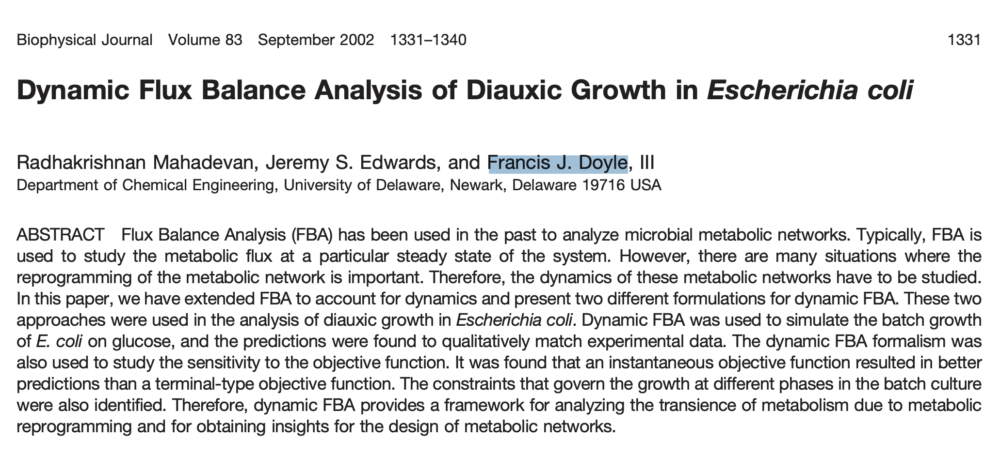 Biophysical Journal Volume 83 September 2002 1331–1340 1331
Dynamic Flux Balance Analysis of Diauxic Growth in Escherichia coli
Radhakrishnan Mahadevan, Jeremy S. Edwards, and Francis J. Doyle, III
Department of Chemical Engineering, University of Delaware, Newark, Delaware 19716 USA
ABSTRACT Flux Balance Analysis (FBA) has been used in the past to analyze microbial metabolic networks. Typically, FBA is
used to study the metabolic flux at a particular steady state of the system. However, there are many situations where the
reprogramming of the metabolic network is important. Therefore, the dynamics of these metabolic networks have to be studied.
In this paper, we have extended FBA to account for dynamics and present two different formulations for dynamic FBA. These two
approaches were used in the analysis of diauxic growth in Escherichia coli. Dynamic FBA was used to simulate the batch growth
of E. coli on glucose, and the predictions were found to qualitatively match experimental data. The dynamic FBA formalism was
also used to study the sensitivity to the objective function. It was found that an instantaneous objective function resulted in better
predictions than a terminal-type objective function. The constraints that govern the growth at different phases in the batch culture
were also identified. Therefore, dynamic FBA provides a framework for analyzing the transience of metabolism due to metabolic
reprogramming and for obtaining insights for the design of metabolic networks.